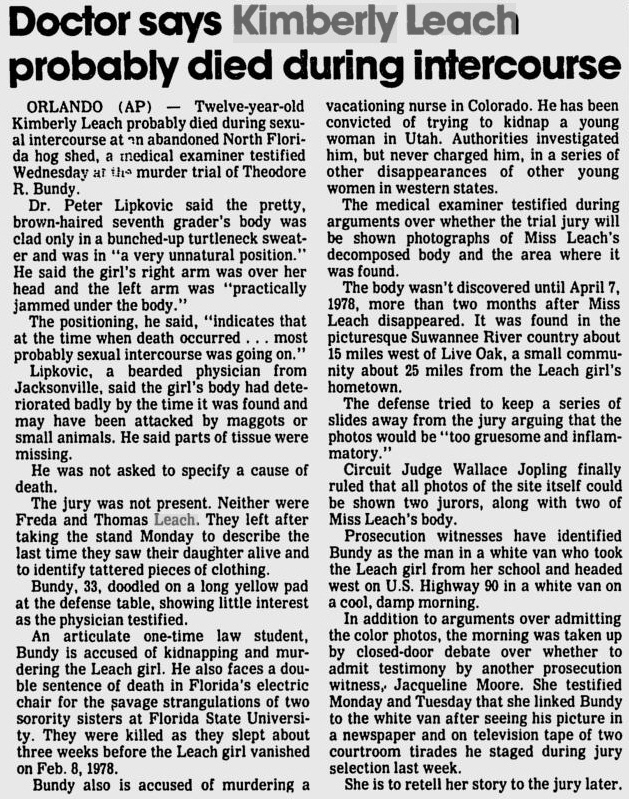 Doctor says Kimberly Leach
probably died during intercourse
ORLANDO (AP) — Twelve-year-old
Kimberly Leach probably died during sexu-
al intercourse at an abandoned North Flori-
da hog shed, a medical examiner testified
Wednesday at the murder trial of Theodore
R. Bundy.
Dr. Peter Lipkovic said the pretty,
brown-haired seventh grader's body was
clad only in a bunched-up turtleneck sweat-
er and was in "a very unnatural position."
He said the girl's right arm was over her
head and the left arm was "practically
jammed under the body."
The positioning, he said, "indicates that
at the time when death occurred . . . most
probably sexual intercourse was going on."
Lipkovic, a bearded physician from
Jacksonville, said the girl's body had dete-
riorated badly by the time it was found and
may have been attacked by maggots or
small animals. He said parts of tissue were
missing.
He was not asked to specify a cause of
death.
The jury was not present. Neither were
Freda and Thomas Leach. They left after
taking the stand Monday to describe the
last time they saw their daughter alive and
to identify tattered pieces of clothing.
Bundy, 33, doodled on a long yellow pad
at the defense table, showing little interest
as the physician testified.
An articulate one-time law student,
Bundy is accused of kidnapping and mur-
dering the Leach girl. He also faces a dou-
ble sentence of death in Florida's electric
chair for the savage strangulations of two
sorority sisters at Florida State Universi-
ty. They were killed as they slept about
three weeks before the Leach girl vanished
on Feb. 8, 1978.
Bundy also is accused of murdering a
vacationing nurse in Colorado. He has been
convicted of trying to kidnap a young
woman in Utah. Authorities investigated
him, but never charged him, in a series of
other disappearances of other young
women in western states.
The medical examiner testified during
arguments over whether the trial jury will
be shown photographs of Miss Leach's
decomposed body and the area where it
was found.
The body wasn't discovered until April 7,
1978, more than two months after Miss
Leach disappeared. It was found in the
picturesque Suwannee River country about
15 miles west of Live Oak, a small commu-
nity about 25 miles from the Leach girl's
hometown.
The defense tried to keep a series of
slides away from the jury arguing that the
photos would be "too gruesome and inflam-
matory."
Circuit Judge Wallace Jopling finally
ruled that all photos of the site itself could
be shown two jurors, along with two of
Miss Leach's body.
Prosecution witnesses have identified
Bundy as the man in a white van who took
the Leach girl from her school and headed
west on U.S. Highway 90 in a white van on
a cool, damp morning.
In addition to arguments over admitting
the color photos, the morning was taken up
by closed-door debate over whether to
admit testimony by another prosecution
witness, Jacqueline Moore. She testified
Monday and Tuesday that she linked Bundy
to the white van after seeing his picture in
a newspaper and on television tape of two
courtroom tirades he staged during jury
selection last week.
She is to retell her story to the jury later.